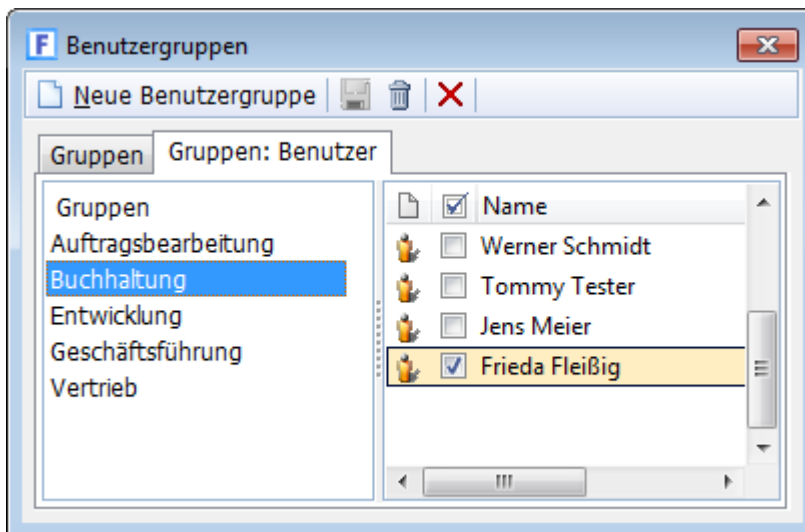 F Benutzergruppen
Neue Benutzergruppe
Gruppen Gruppen: Benutzer
Gruppen
Auftragsbearbeitung
Buchhaltung
Entwicklung
Geschäftsführung
Vertrieb
Name
Werner Schmidt
Tommy Tester
Jens Meier
Frieda Fleißig